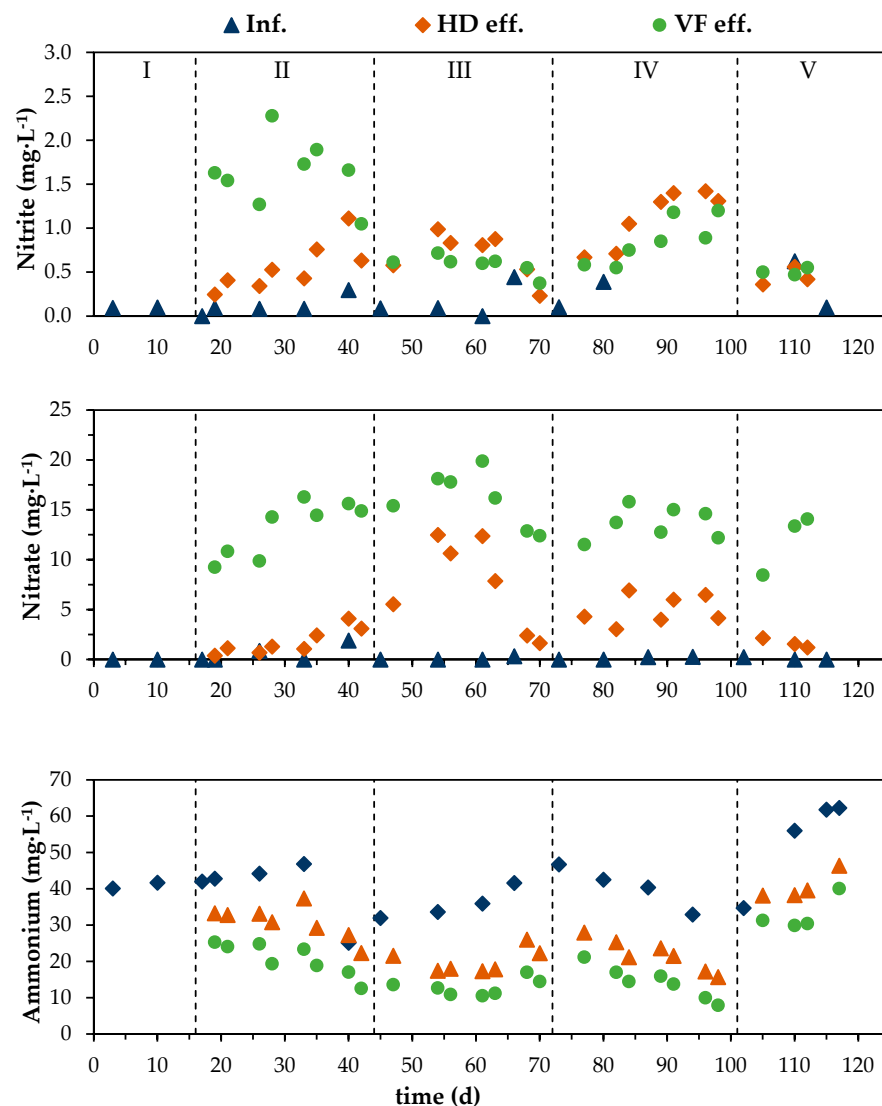 Inf. HD eff. VF eff.
I II III IV V
Nitrite (mg·L-1)
3.0
2.5
2.0
1.5
1.0
0.5
0.0
0 10 20 30 40 50 60 70 80 90 100 110 120
Nitrate (mg·L-1)
25
20
15
10
5
0
0 10 20 30 40 50 60 70 80 90 100 110 120
Ammonium (mg·L-1)
70
60
50
40
30
20
10
0
0 10 20 30 40 50 60 70 80 90 100 110 120
time (d)